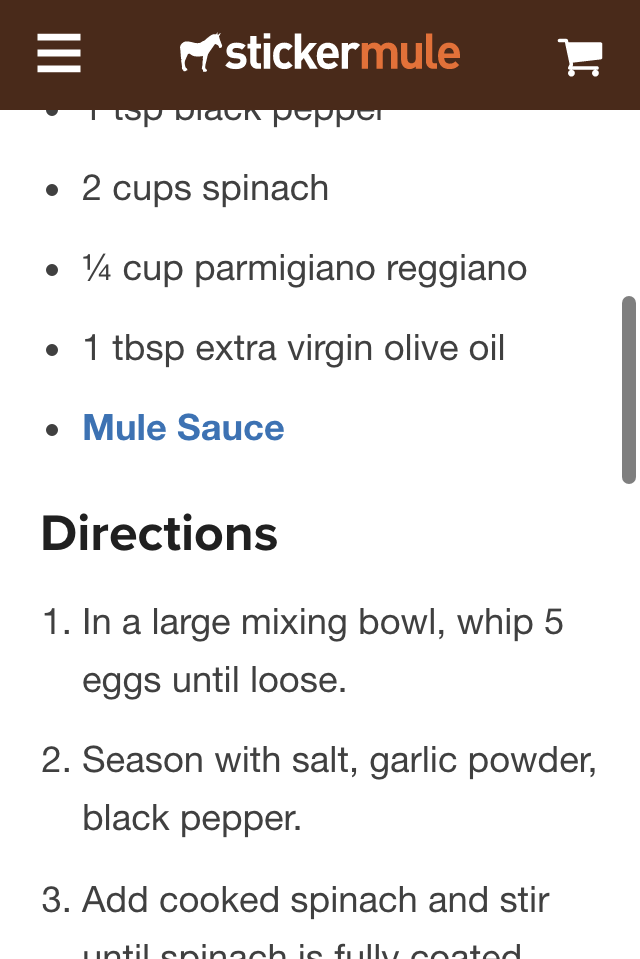 stickermule
1 tsp black pepper
2 cups spinach
¼ cup parmigiano reggiano
1 tbsp extra virgin olive oil
Mule Sauce
Directions
1. In a large mixing bowl, whip 5
eggs until loose.
2. Season with salt, garlic powder,
black pepper.
3. Add cooked spinach and stir
until spinach is fully coated